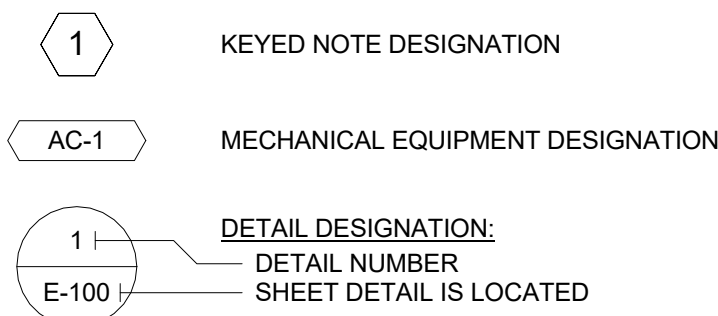 1 KEYED NOTE DESIGNATION
AC-1 MECHANICAL EQUIPMENT DESIGNATION
DETAIL DESIGNATION:
1
DETAIL NUMBER
E-100 SHEET DETAIL IS LOCATED